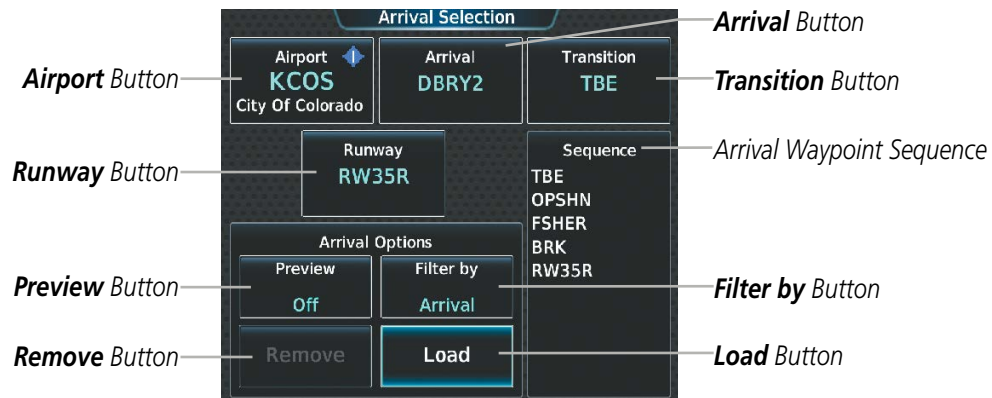 Arrival Selection
Arrival Button
Airport
KCOS
City Of Colorado
Arrival
DBRY2
Transition
TBE
Airport Button
Transition Button
Runway
RW35R
Runway Button
Sequence
TBE
OPSHN
FSHER
BRK
RW35R
Arrival Waypoint Sequence
Arrival Options
Preview
Off
Filter by
Arrival
Preview Button
Filter by Button
Remove
Load
Remove Button
Load Button